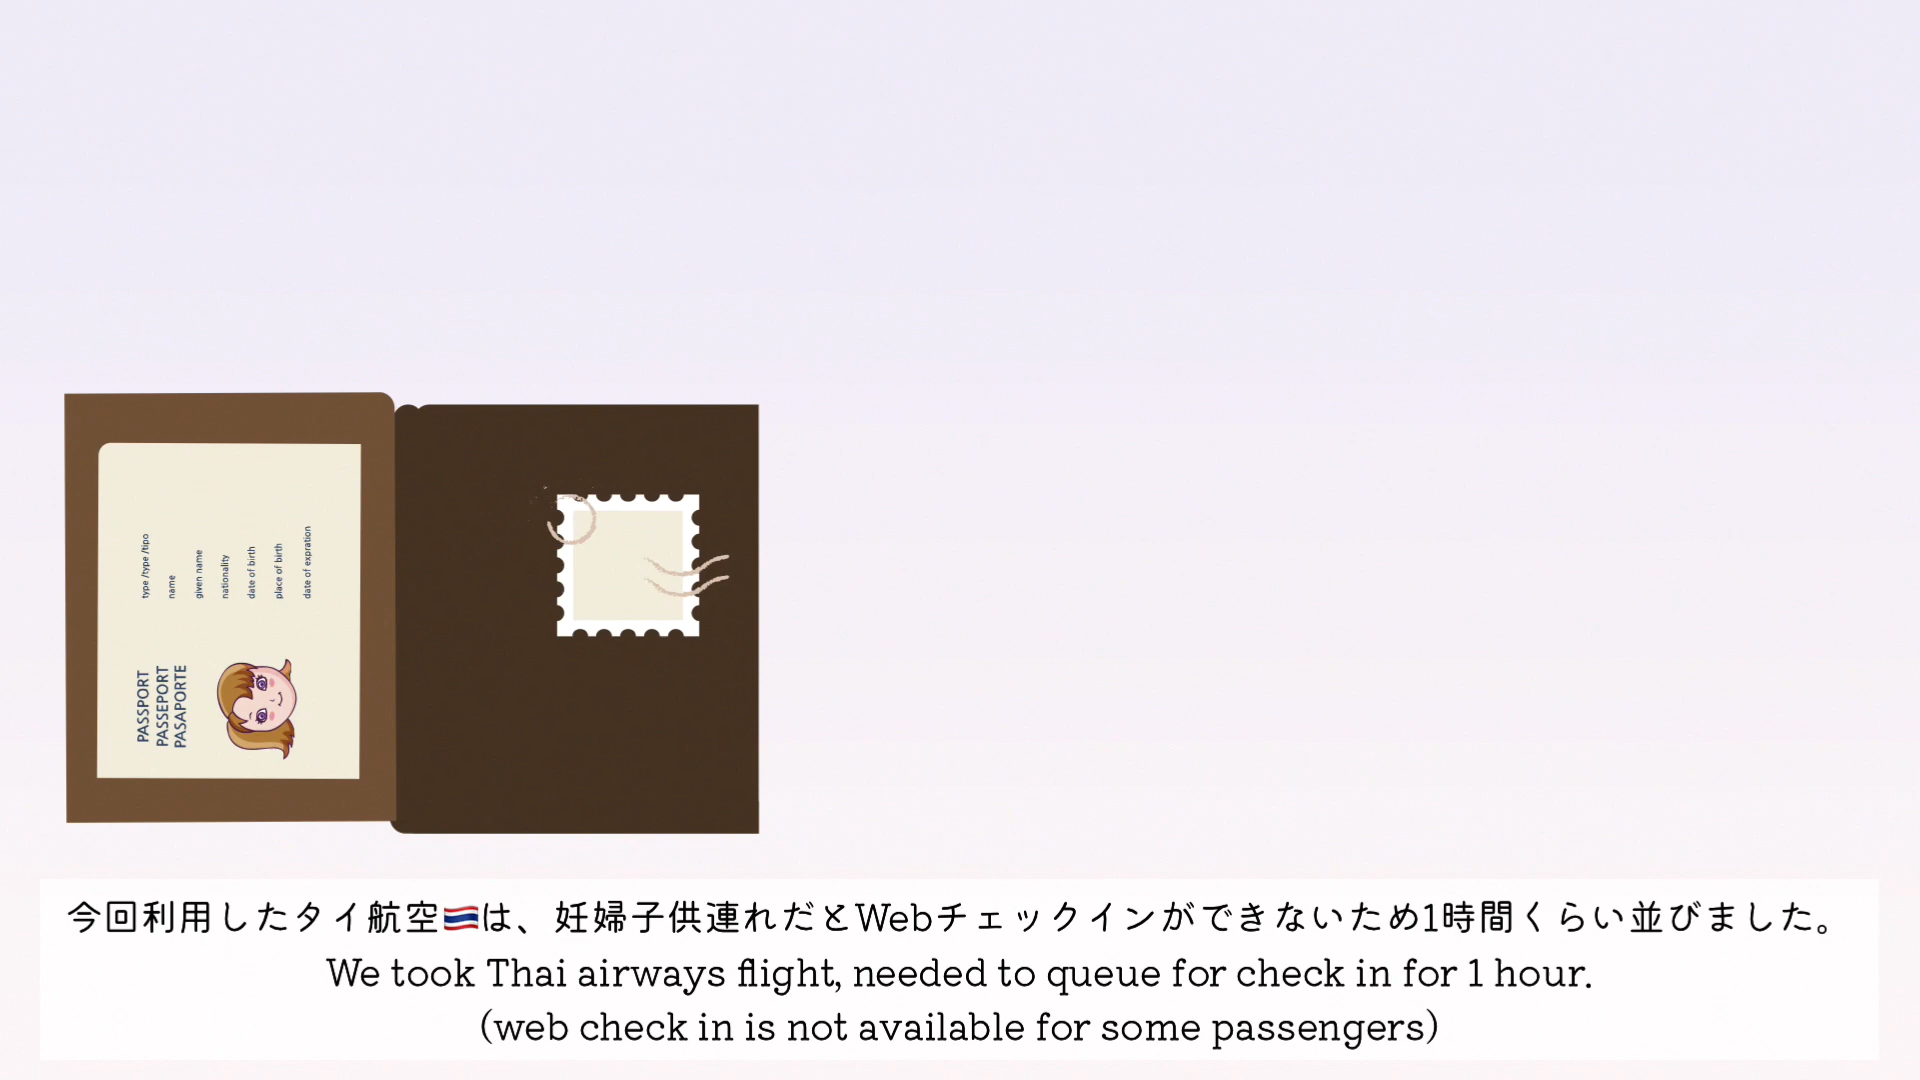 type /type /tipo
name
given name
nationality
date of birth
place of birth
date of expration
PASSPORT
PASSEPORT
PASAPORTE
今回利用したタイ航空🇹🇭は、妊婦子供連れだとWebチェックインができないため1時間くらい並びました。
We took Thai airways flight, needed to queue for check in for 1 hour.
(web check in is not available for some passengers)